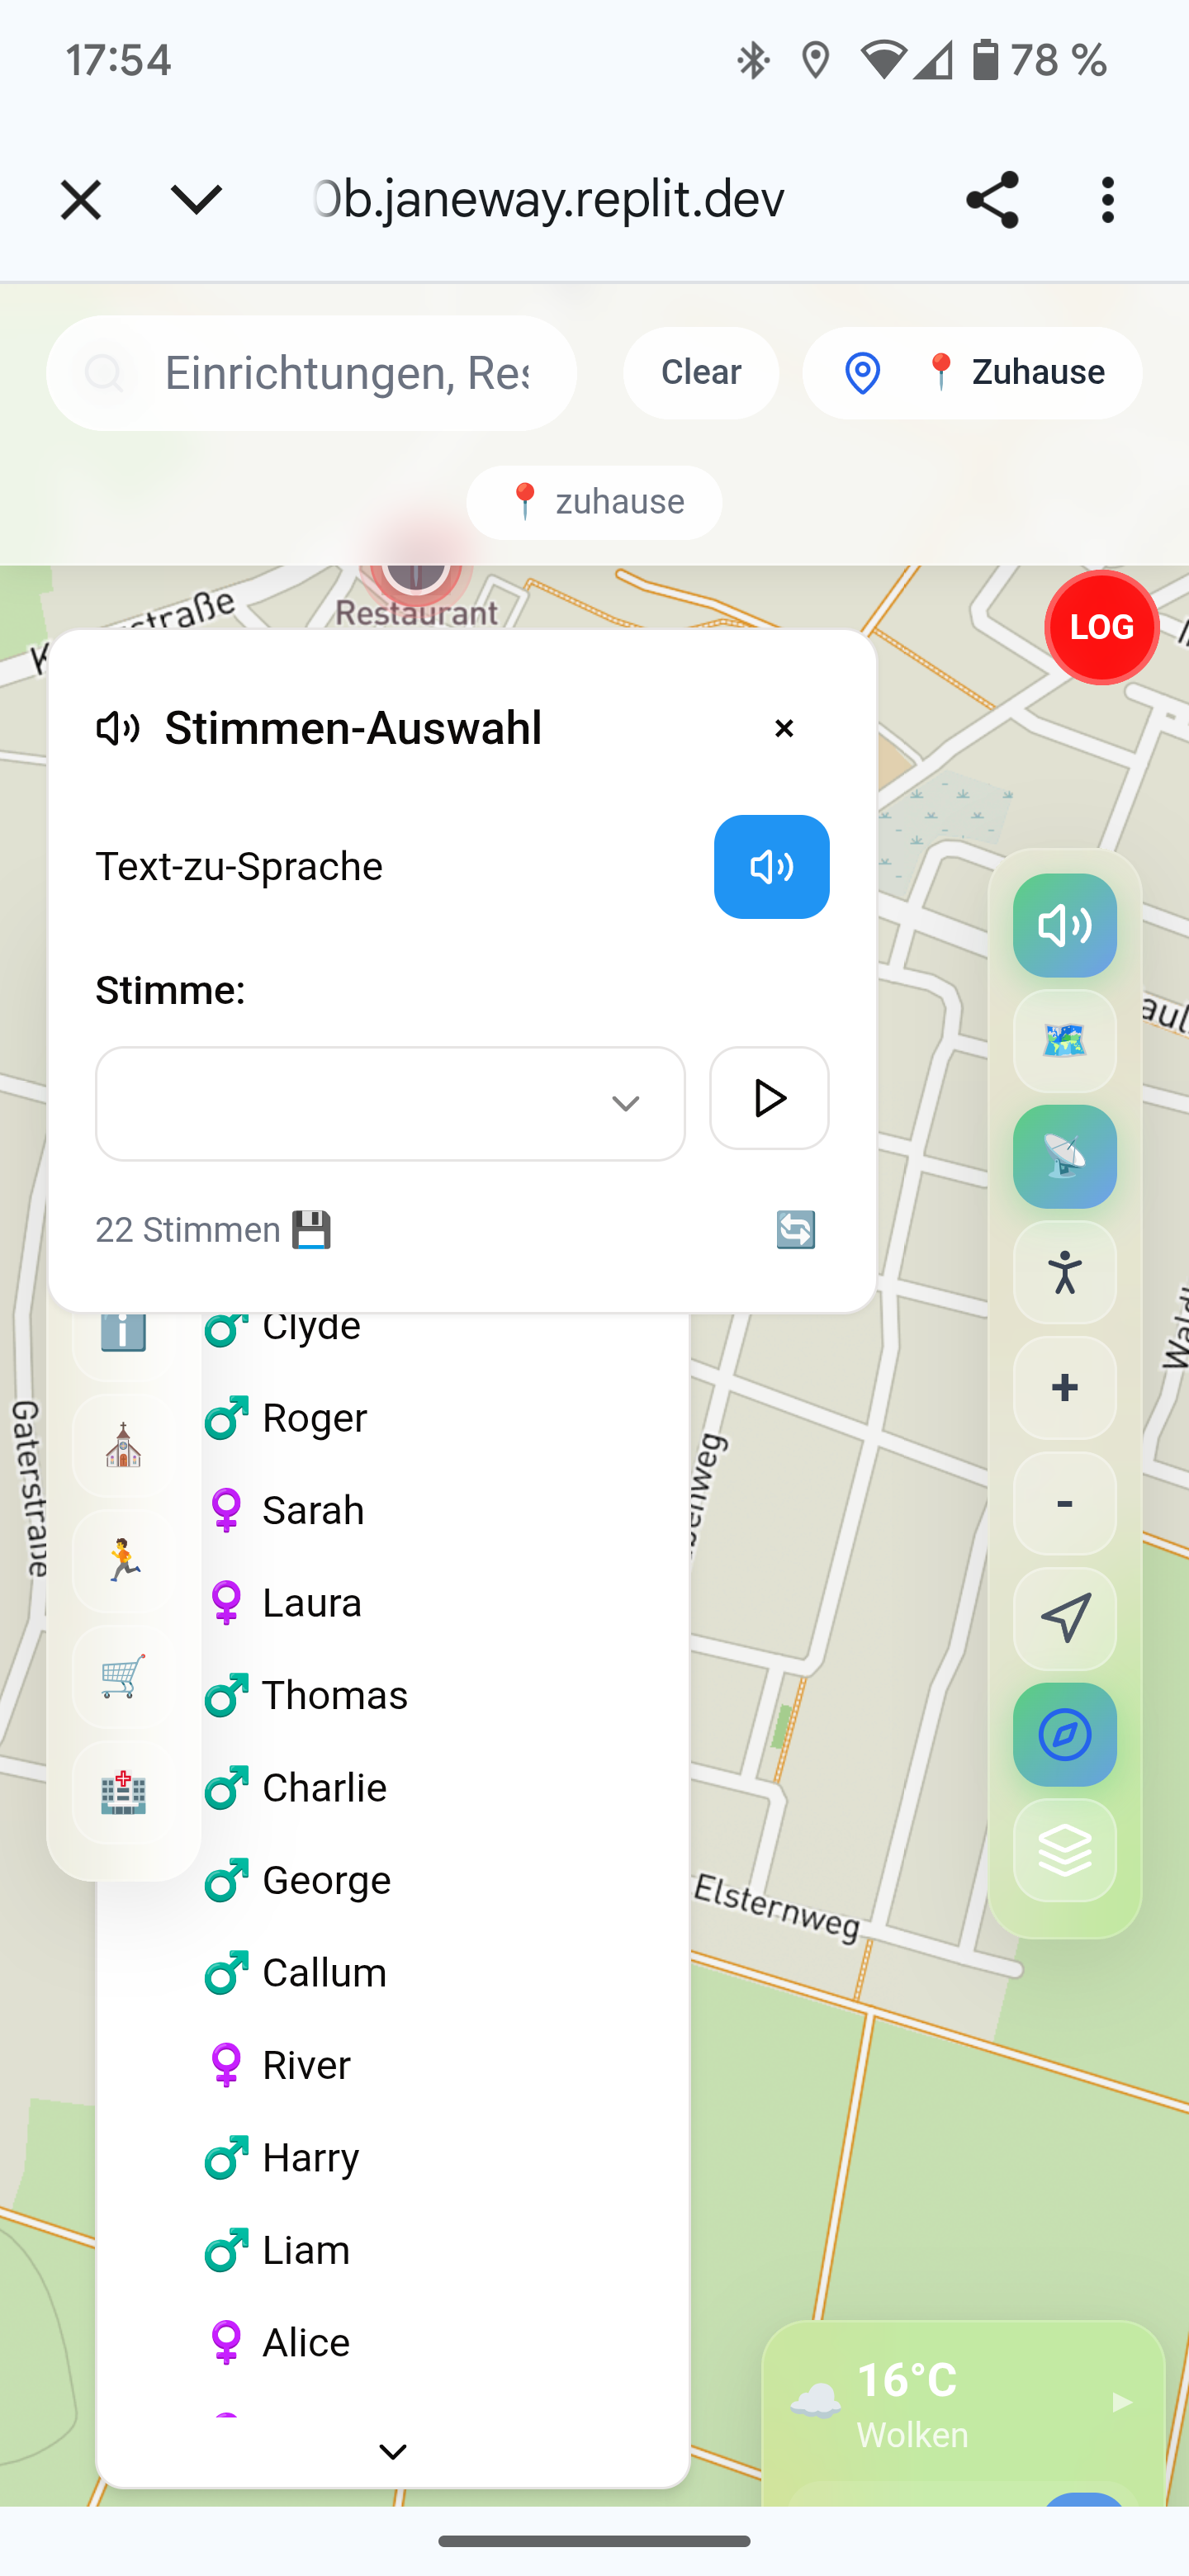 17:54
78 %
0b.janeway.replit.dev
Einrichtungen, Res
Clear
📍 Zuhause
📍 zuhause
straße
Restaurant
LOG
Stimmen-Auswahl
×
Text-zu-Sprache
Stimme:
22 Stimmen 💾
Clyde
Roger
Sarah
Laura
Thomas
Charlie
George
Callum
River
Harry
Liam
Alice
Gaterstraße
enweg
Elsternweg
+
-
16°C
Wolken